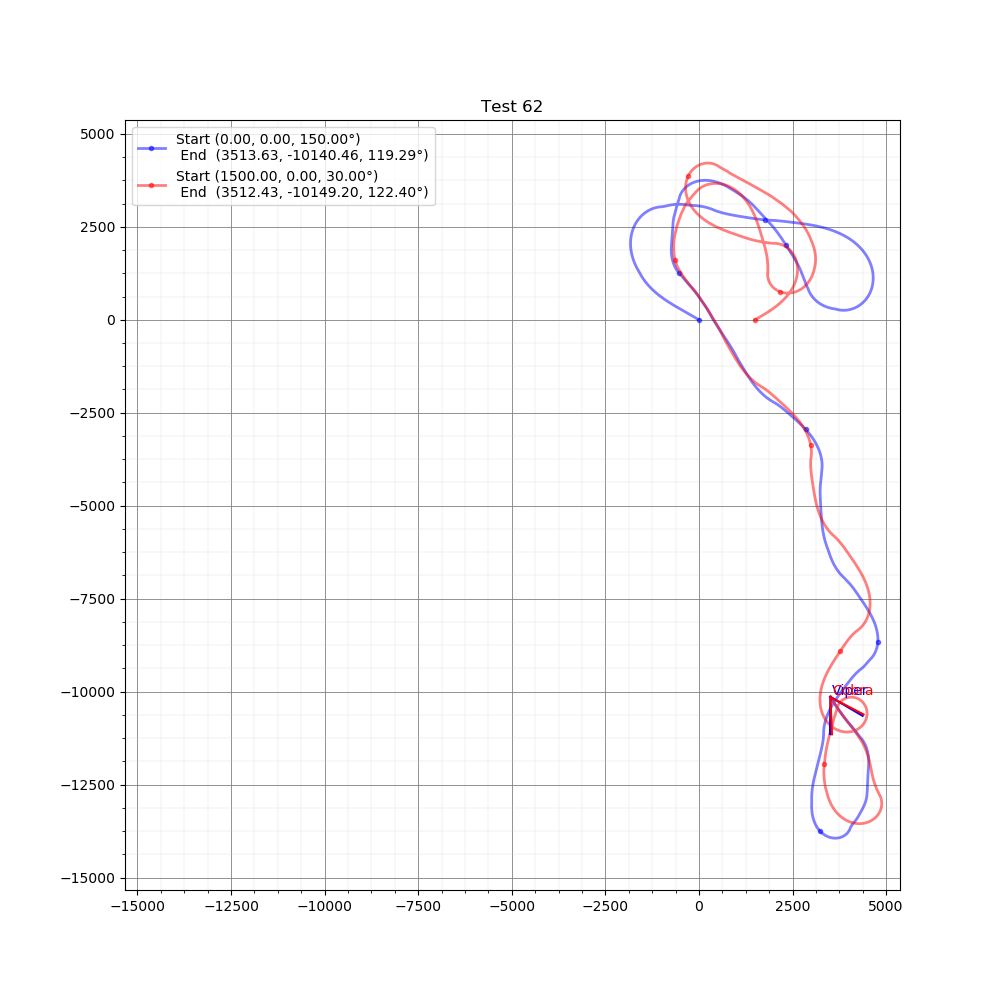 Test 62
Start (0.00, 0.00, 150.00°)
End (3513.63, -10140.46, 119.29°)
Start (1500.00, 0.00, 30.00°)
End (3512.43, -10149.20, 122.40°)
5000
2500
0
−2500
−5000
−7500
−10000
−12500
−15000
−15000 −12500 −10000 −7500 −5000 −2500 0 2500 5000